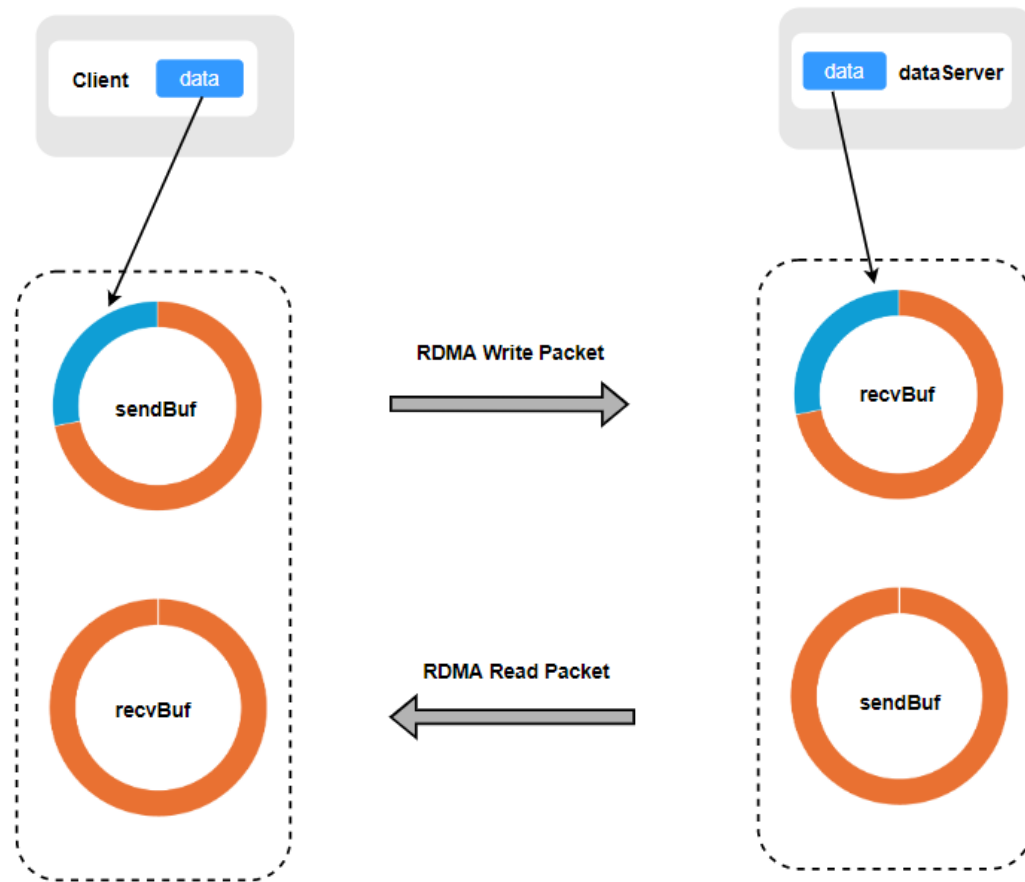 Client
data
data
dataServer
RDMA Write Packet
sendBuf
recvBuf
RDMA Read Packet
recvBuf
sendBuf